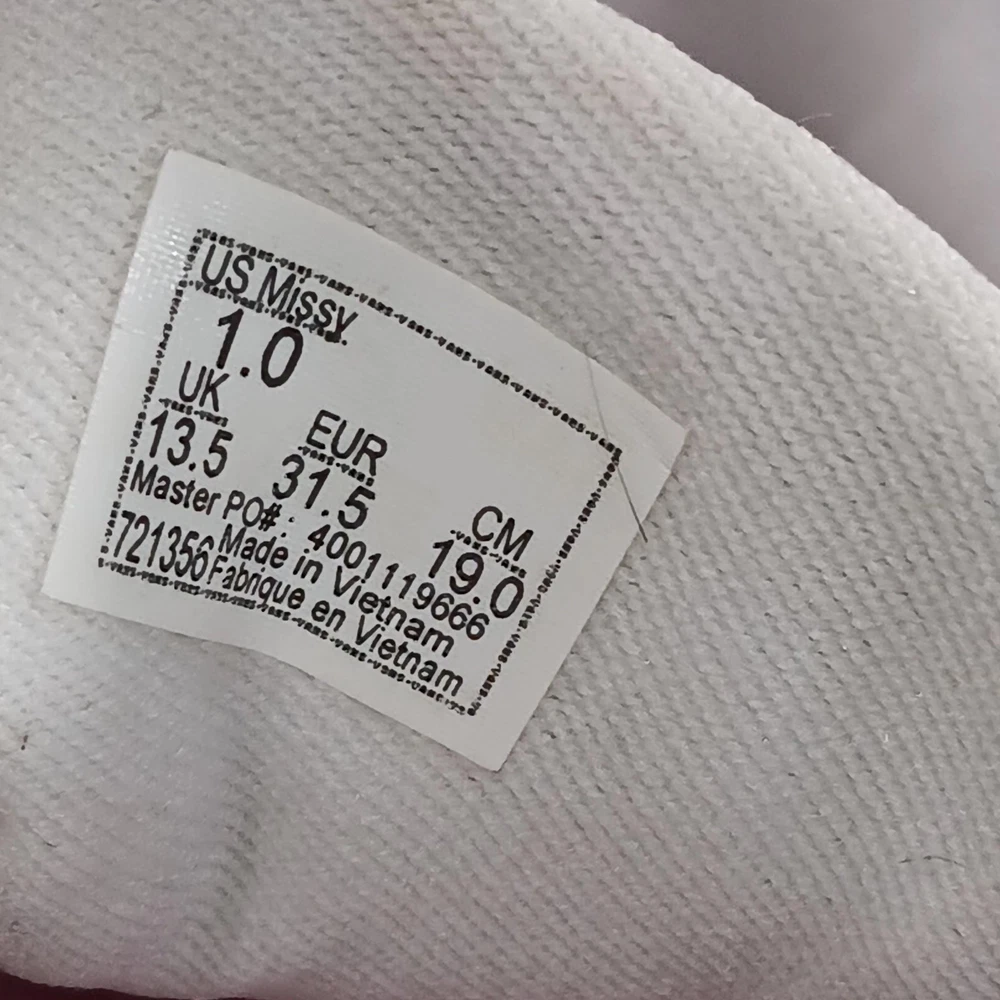 US Missy
1.0
UK EUR CM
13.5 31.5 19.0
Master PO# : 4001119666
721356 Made in Vietnam
Fabrique en Vietnam